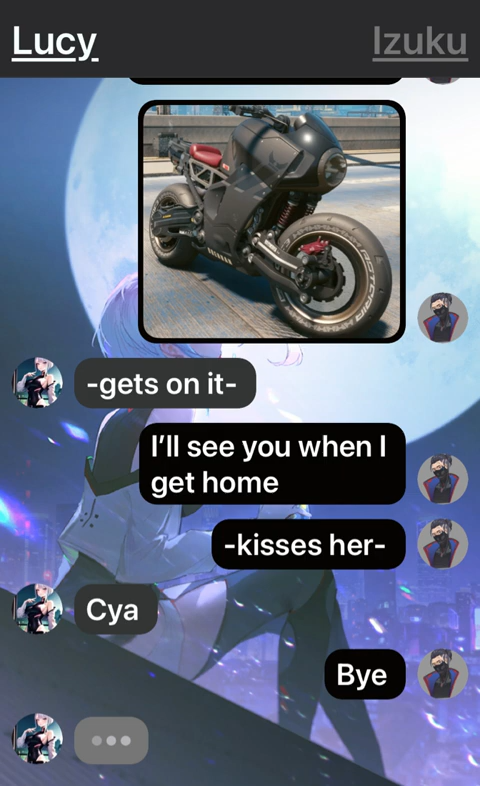 Lucy
Izuku
-gets on it-
I'll see you when I
get home
-kisses her-
Cya
Bye